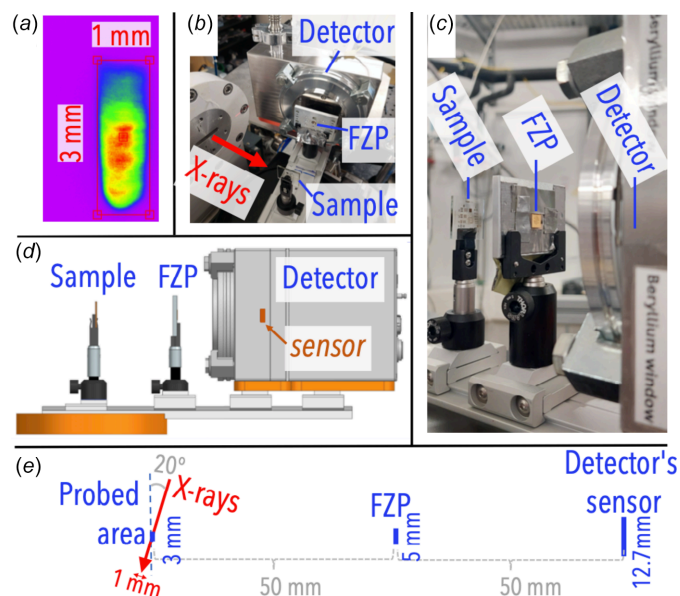 (a)
1 mm
3 mm
(b)
Detector
FZP
X-rays
Sample
(c)
Sample
FZP
Detector
Beryllium window
Beryllium
(d)
Sample
FZP
Detector
sensor
(e)
20°
Probed
area
X-rays
3 mm
1 mm
50 mm
FZP
5 mm
50 mm
Detector's
sensor
12.7mm